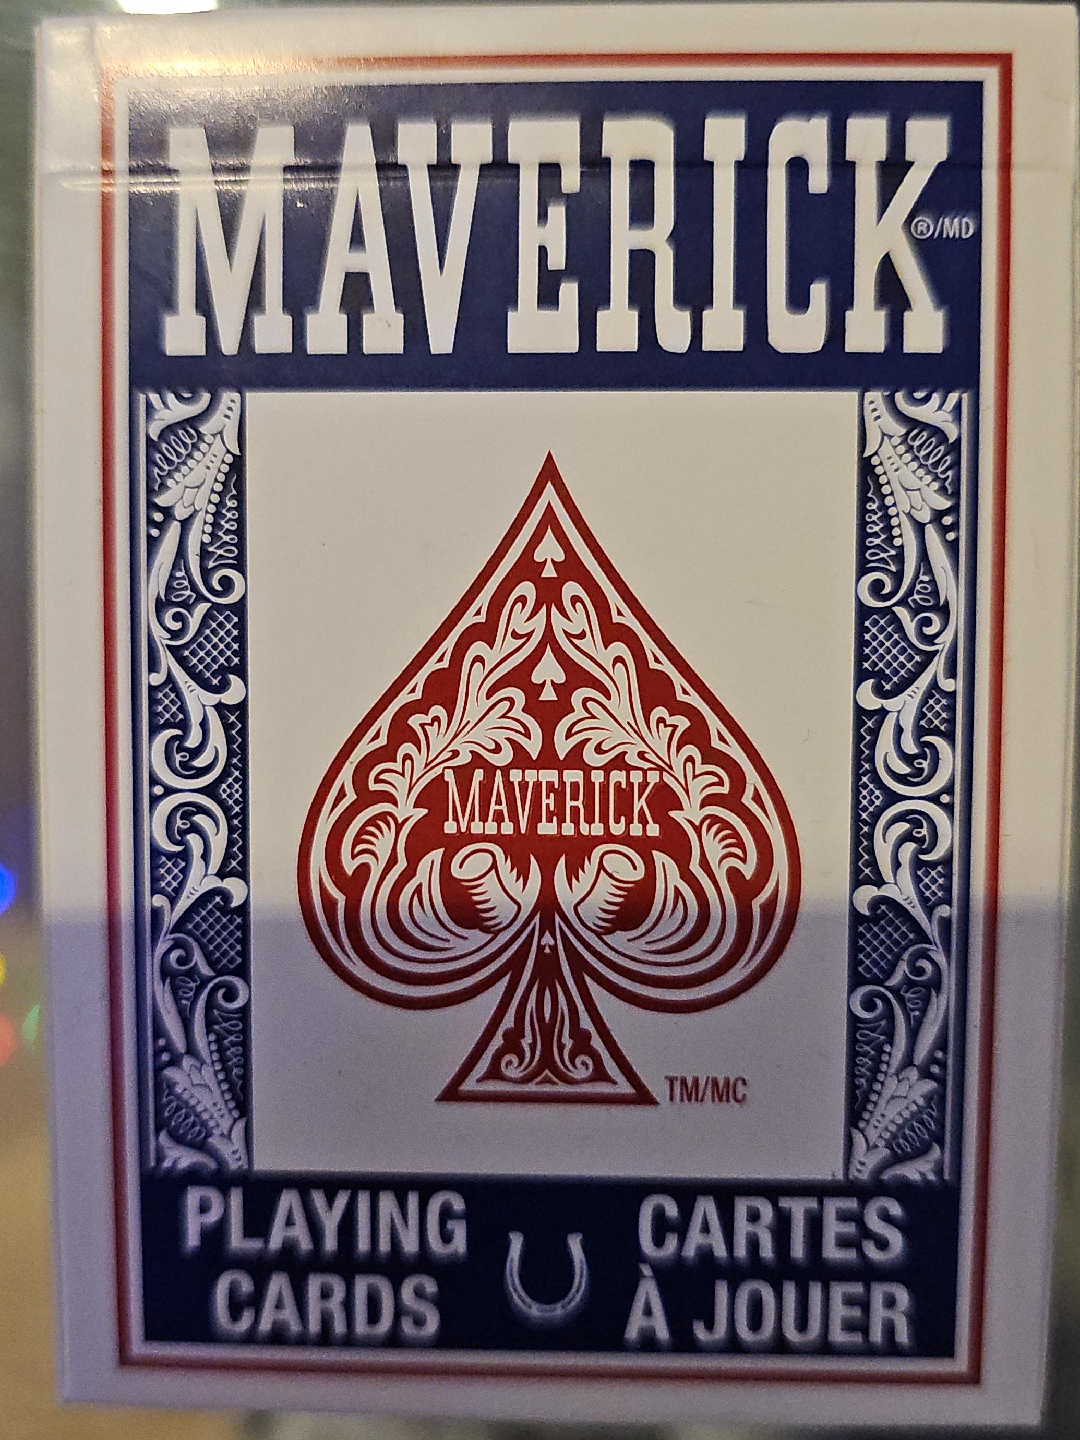 MAVERICK
®/MD
MAVERICK
TM/MC
PLAYING
CARDS
CARTES
À JOUER